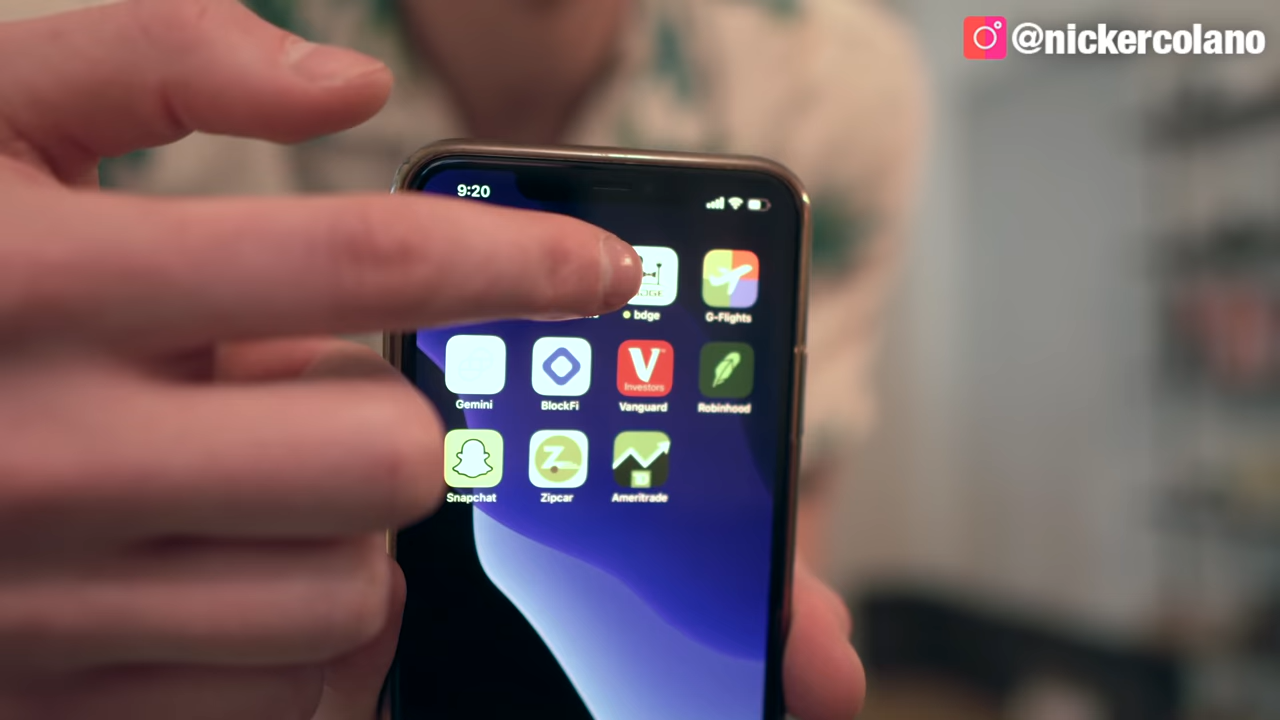 @nickercolano
9:20
bdge
G-Flights
Gemini
BlockFi
V
Investors
Vanguard
Robinhood
Snapchat
Z
Zipcar
Ameritrade